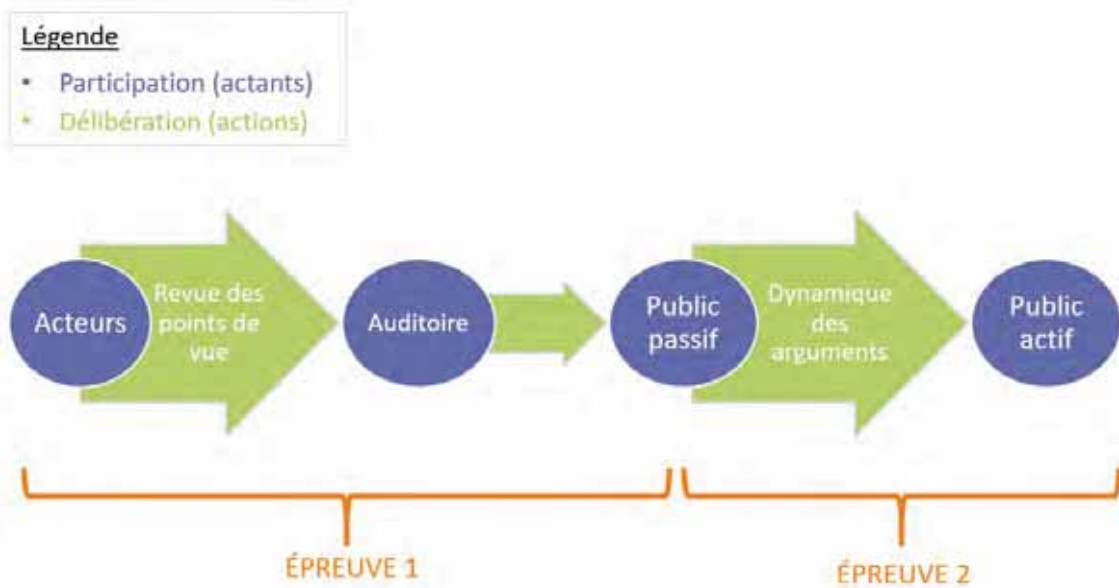 Légende
• Participation (actants)
• Délibération (actions)
Acteurs
Revue des
points de
vue
Auditoire
Public
passif
Dynamique
des
arguments
Public
actif
ÉPREUVE 1
ÉPREUVE 2